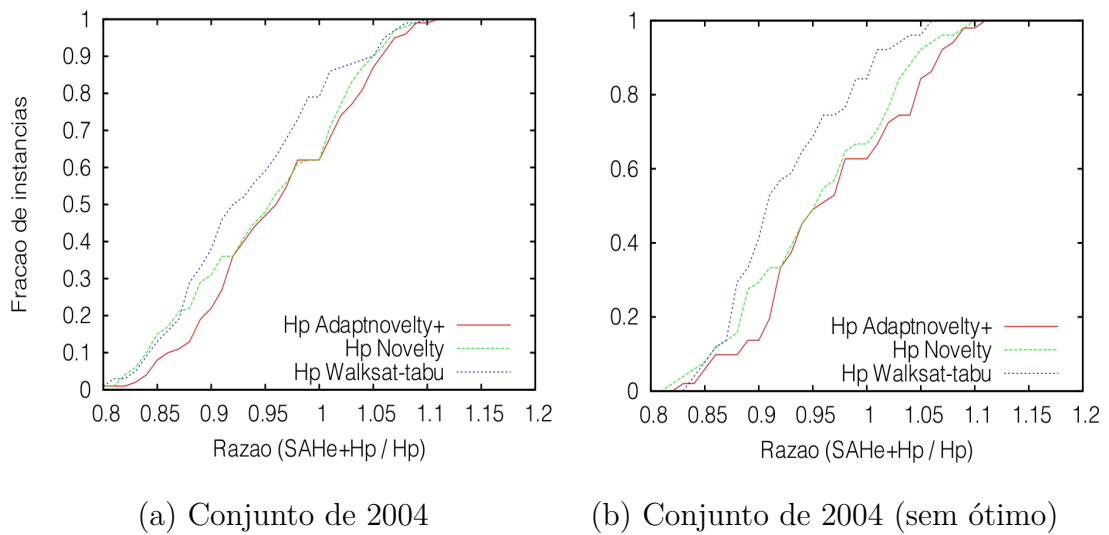 1
0.9
0.8
0.7
0.6
0.5
0.4
0.3
0.2
0.1
0
Fracao de instancias
Hp Adaptnovelty+
Hp Novelty
Hp Walksat-tabu
0.8 0.85 0.9 0.95 1 1.05 1.1 1.15 1.2
Razao (SAHe+Hp / Hp)
(a) Conjunto de 2004
1
0.8
0.6
0.4
0.2
0
Hp Adaptnovelty+
Hp Novelty
Hp Walksat-tabu
0.8 0.85 0.9 0.95 1 1.05 1.1 1.15 1.2
Razao (SAHe+Hp / Hp)
(b) Conjunto de 2004 (sem ótimo)